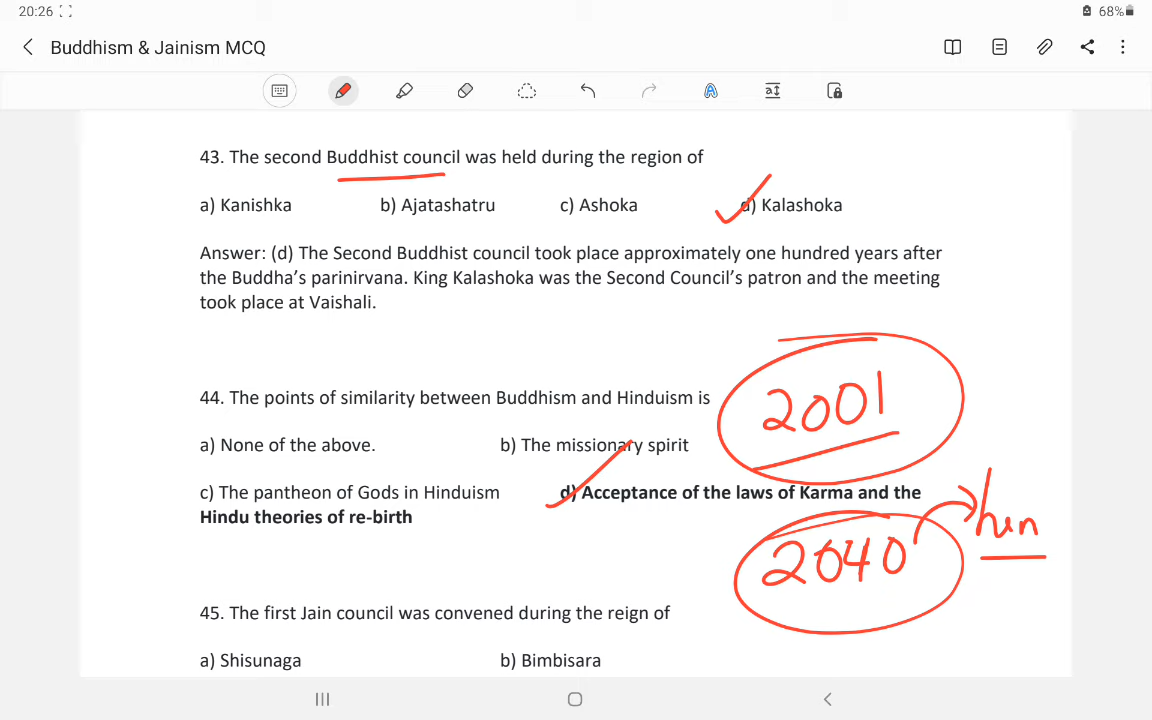 20:26
68%
Buddhism & Jainism MCQ
43. The second Buddhist council was held during the region of
a) Kanishka b) Ajatashatru c) Ashoka d) Kalashoka
Answer: (d) The Second Buddhist council took place approximately one hundred years after
the Buddha's parinirvana. King Kalashoka was the Second Council's patron and the meeting
took place at Vaishali.
44. The points of similarity between Buddhism and Hinduism is
2001
a) None of the above. b) The missionary spirit
c) The pantheon of Gods in Hinduism d) Acceptance of the laws of Karma and the
Hindu theories of re-birth
2040
45. The first Jain council was convened during the reign of
a) Shisunaga b) Bimbisara